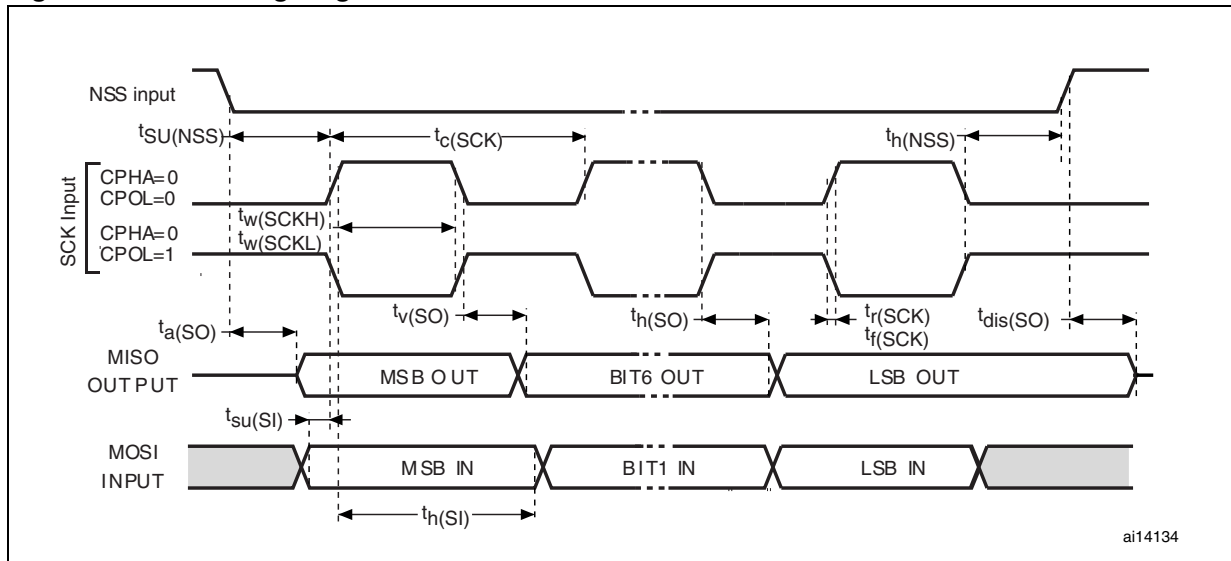 NSS input
tSU(NSS)
tc(SCK)
th(NSS)
SCK Input
CPHA=0
CPOL=0
tw(SCKH)
tw(SCKL)
CPHA=0
CPOL=1
ta(SO)
tv(SO)
th(SO)
tr(SCK)
tf(SCK)
tdis(SO)
MISO
OUTPUT
MSB OUT
BIT6 OUT
LSB OUT
tsu(SI)
MOSI
INPUT
MSB IN
BIT1 IN
LSB IN
th(SI)
ai14134